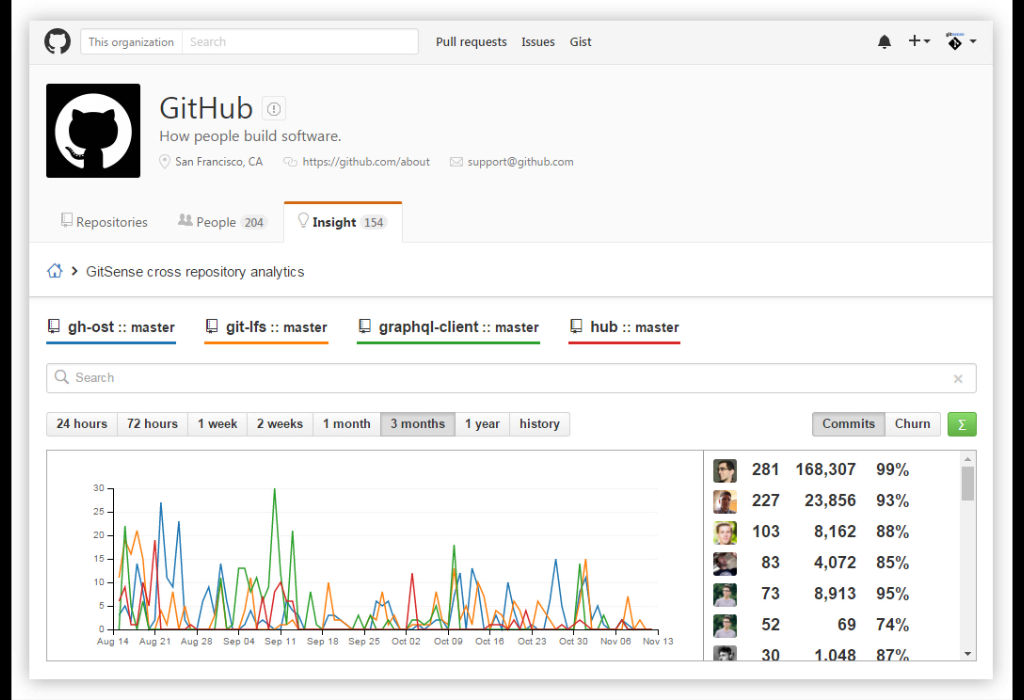 This organization Search Pull requests Issues Gist
GitHub
How people build software.
San Francisco, CA https://github.com/about support@github.com
Repositories People 204 Insight 154
GitSense cross repository analytics
gh-ost :: master git-lfs :: master graphql-client :: master hub :: master
Search
24 hours 72 hours 1 week 2 weeks 1 month 3 months 1 year history Commits Churn Σ
30
25
20
15
10
5
0
Aug 14 Aug 21 Aug 28 Sep 04 Sep 11 Sep 18 Sep 25 Oct 02 Oct 09 Oct 16 Oct 23 Oct 30 Nov 06 Nov 13
281 168,307 99%
227 23,856 93%
103 8,162 88%
83 4,072 85%
73 8,913 95%
52 69 74%
30 1,048 87%